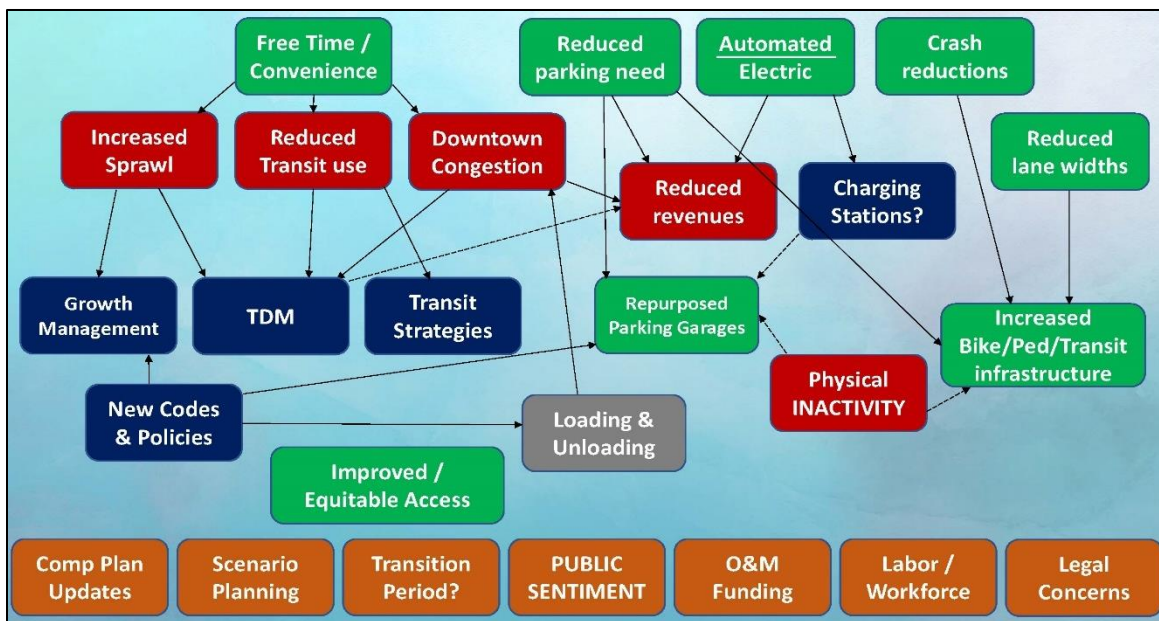 Free Time /
Convenience
Reduced
parking need
Automated
Electric
Crash
reductions
Increased
Sprawl
Reduced
Transit use
Downtown
Congestion
Reduced
revenues
Charging
Stations?
Reduced
lane widths
Growth
Management
TDM
Transit
Strategies
Repurposed
Parking Garages
Increased
Bike/Ped/Transit
infrastructure
Physical
INACTIVITY
New Codes
& Policies
Loading &
Unloading
Improved /
Equitable Access
Comp Plan
Updates
Scenario
Planning
Transition
Period?
PUBLIC
SENTIMENT
O&M
Funding
Labor /
Workforce
Legal
Concerns